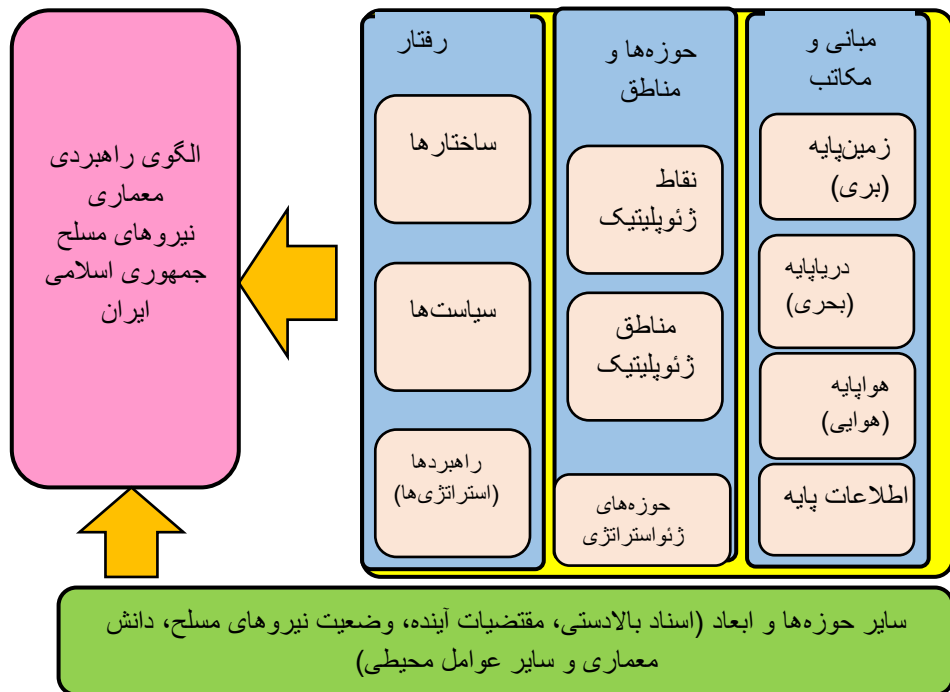 مبانی و
مکاتب
زمین‌پایه
(بری)
دریاپایه
(بحری)
هواپایه
(هوایی)
اطلاعات پایه
حوزه‌ها و
مناطق
نقاط
ژئوپلیتیک
مناطق
ژئوپلیتیک
حوزه‌های
ژئواستراتژی
رفتار
ساختارها
سیاست‌ها
راهبردها
(استراتژی‌ها)
الگوی راهبردی
معماری
نیروهای مسلح
جمهوری اسلامی
ایران
سایر حوزه‌ها و ابعاد (اسناد بالادستی، مقتضیات آینده، وضعیت نیروهای مسلح، دانش
معماری و سایر عوامل محیطی)